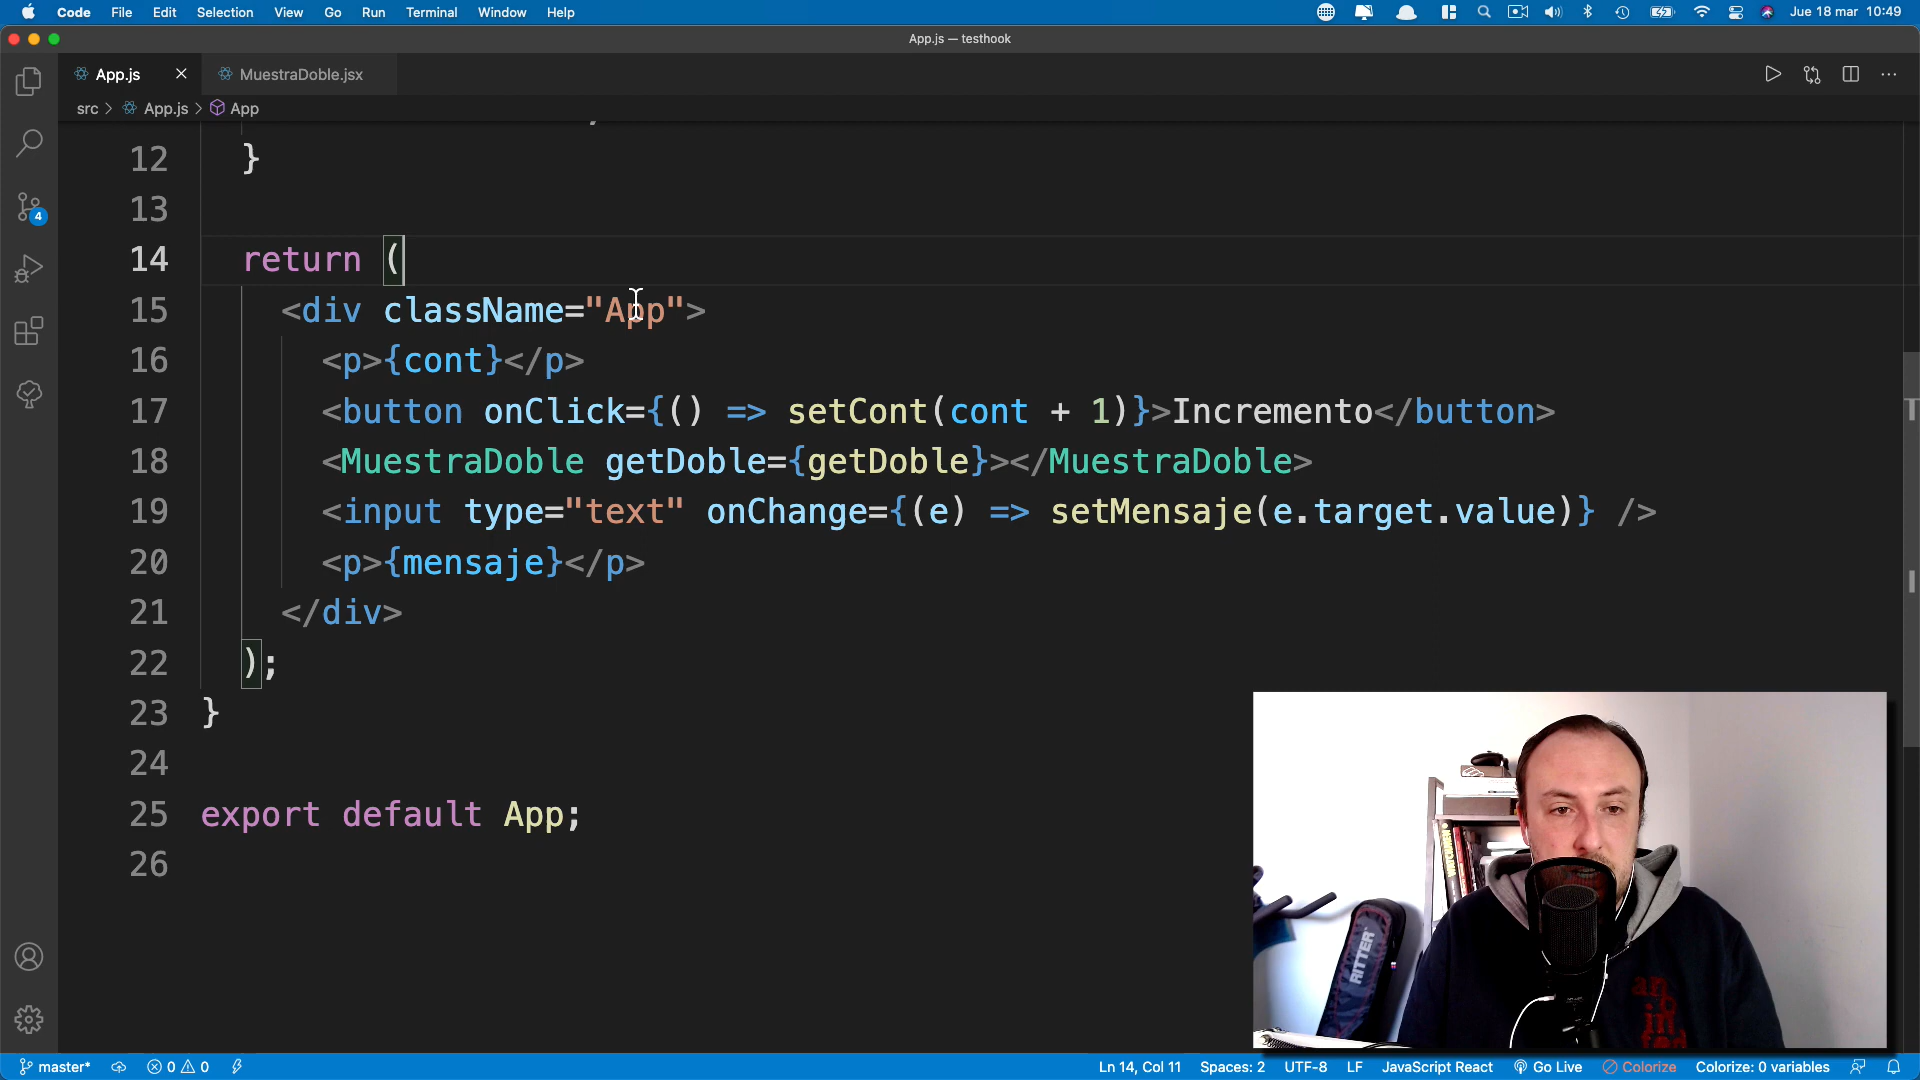 Code File Edit Selection View Go Run Terminal Window Help Jue 18 mar 10:49
App.js — testhook
App.js MuestraDoble.jsx
src > App.js > App
12 }
13
14 return (
15 <div className="App">
16 <p>{cont}</p>
17 <button onClick={() => setCont(cont + 1)}>Incremento</button>
18 <MuestraDoble getDoble={getDoble}></MuestraDoble>
19 <input type="text" onChange={(e) => setMensaje(e.target.value)} />
20 <p>{mensaje}</p>
21 </div>
22 );
23 }
24
25 export default App;
26
4
RITTER
master* 0 0 Ln 14, Col 11 Spaces: 2 UTF-8 LF JavaScript React Go Live Colorize Colorize: 0 variables